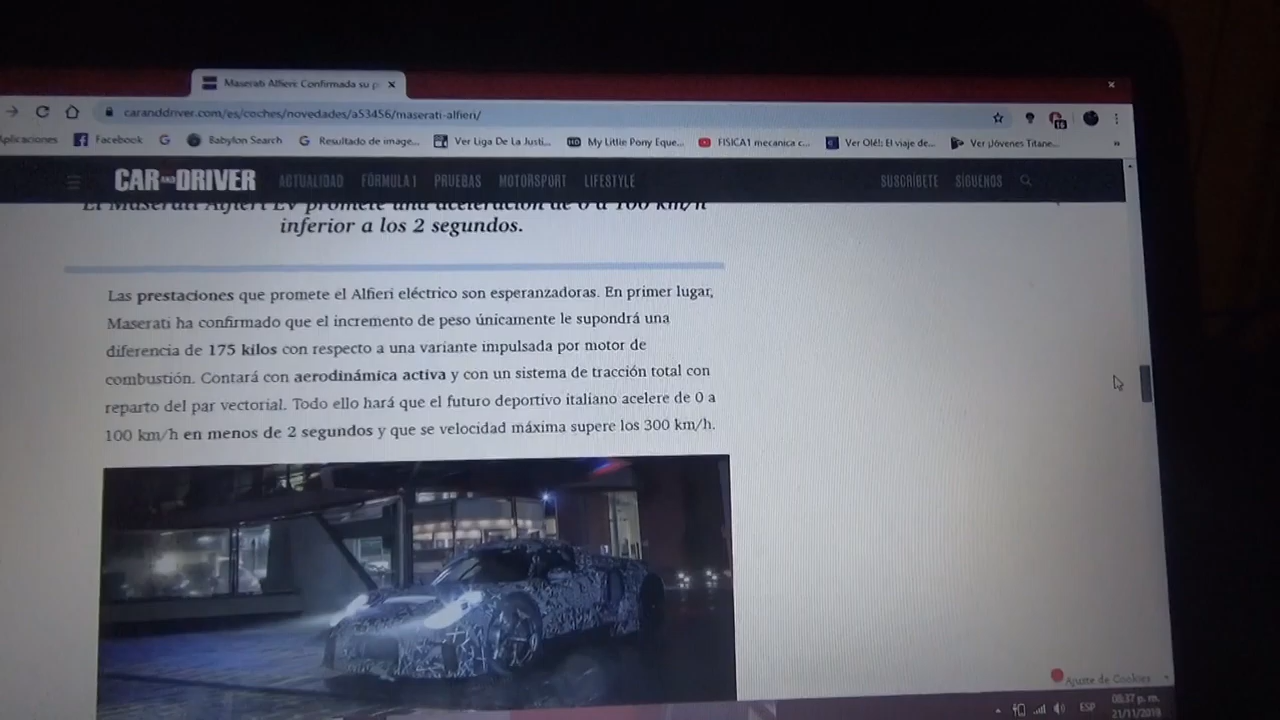 Maserati Alfieri: Confirmada su p
caranddriver.com/es/coches/novedades/a53456/maserati-alfieri/
Aplicaciones Facebook Babylon Search Resultado de image... Ver Liga De La Justi... My Little Pony Eque... FISICA1 mecanica c... Ver Olé!: El viaje de... Ver Jóvenes Titane... »
CAR AND DRIVER ACTUALIDAD FÓRMULA 1 PRUEBAS MOTORSPORT LIFESTYLE SUSCRÍBETE SÍGUENOS
El Maserati Alfieri EV promete una aceleración de 0 a 100 km/h
inferior a los 2 segundos.
Las prestaciones que promete el Alfieri eléctrico son esperanzadoras. En primer lugar,
Maserati ha confirmado que el incremento de peso únicamente le supondrá una
diferencia de 175 kilos con respecto a una variante impulsada por motor de
combustión. Contará con aerodinámica activa y con un sistema de tracción total con
reparto del par vectorial. Todo ello hará que el futuro deportivo italiano acelere de 0 a
100 km/h en menos de 2 segundos y que se velocidad máxima supere los 300 km/h.
Ajuste de Cookies
ESP
08:37 p. m.
21/11/2019